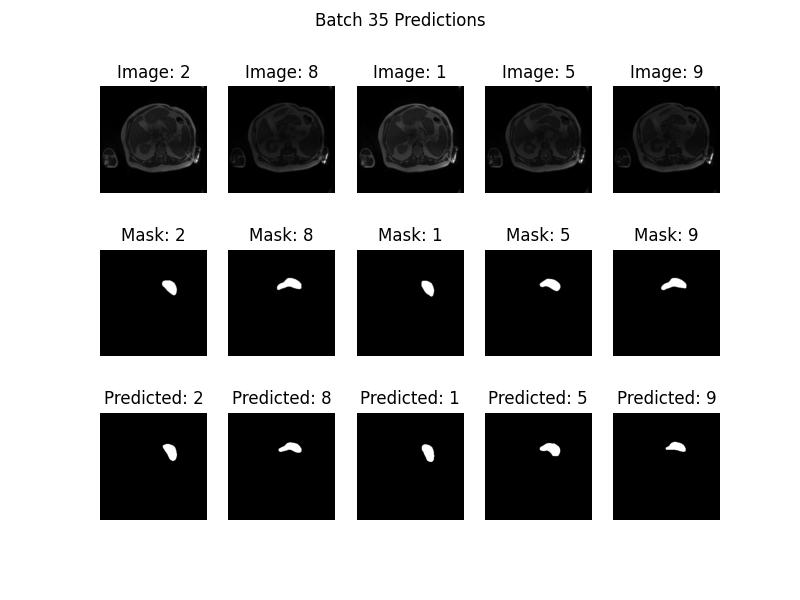 Batch 35 Predictions
Image: 2 Image: 8 Image: 1 Image: 5 Image: 9
Mask: 2 Mask: 8 Mask: 1 Mask: 5 Mask: 9
Predicted: 2 Predicted: 8 Predicted: 1 Predicted: 5 Predicted: 9